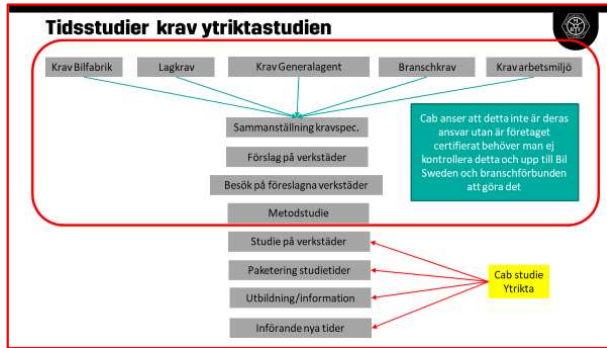 Tidsstudier krav ytriktastudien
Krav Bilfabrik
Lagkrav
Krav Generalagent
Branschkrav
Krav arbetsmiljö
Sammanställning kravspec.
Förslag på verkstäder
Besök på föreslagna verkstäder
Metodstudie
Cab anser att detta inte är deras
ansvar utan är företaget
certifierat behöver man ej
kontrollera detta och upp till Bil
Sweden och branschförbunden
att göra det
Studie på verkstäder
Paketering studietider
Utbildning/information
Införande nya tider
Cab studie
Ytrikta